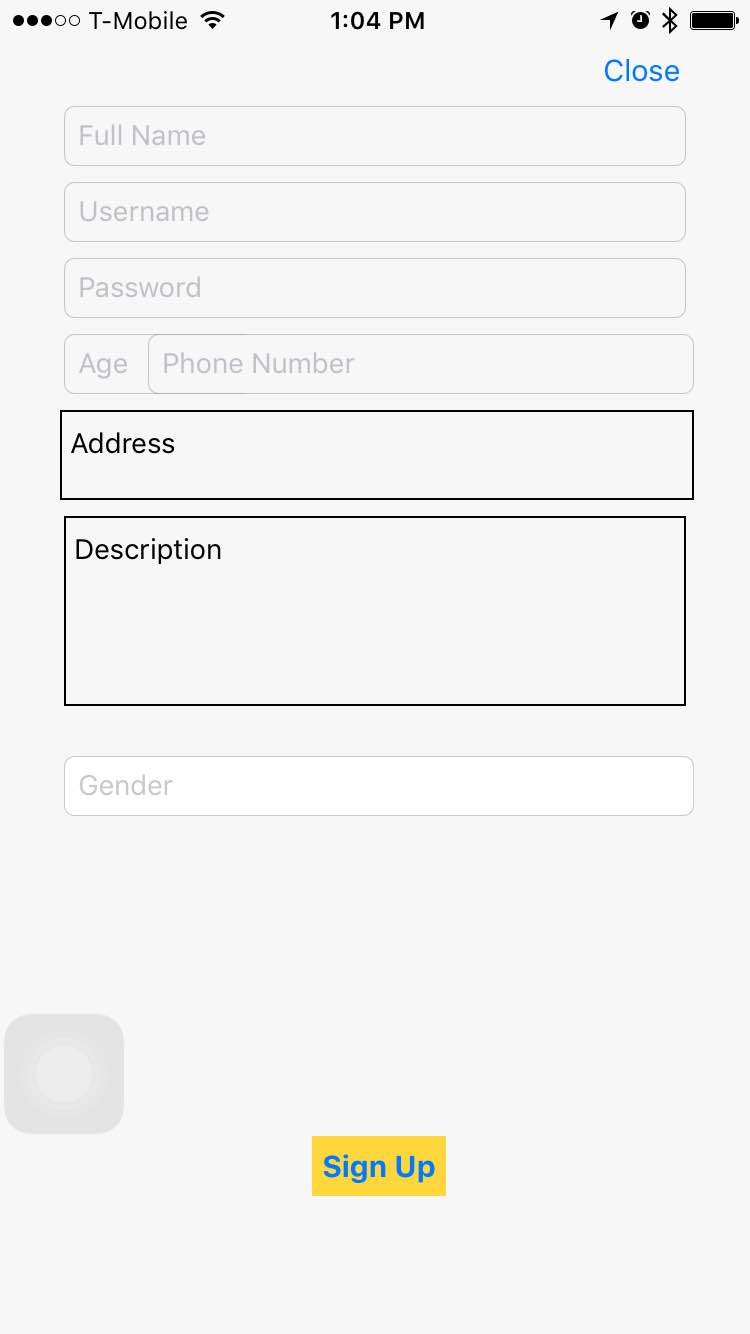 T-Mobile 1:04 PM
Close
Full Name
Username
Password
Age Phone Number
Address
Description
Gender
Sign Up